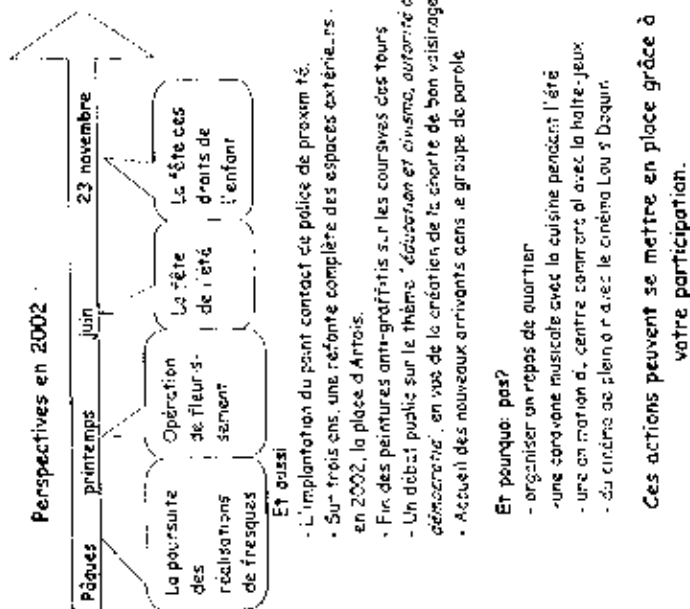 Perspectives en 2002
Pâques printemps juin 23 novembre
La poursuite
des
réalisations
de fresques
Opération
de fleuris-
sement
La fête
de l'été
La fête des
droits de
l'enfant
Et aussi
- L'implantation du point contact de police de proximité.
- Sur trois ans, une refonte complète des espaces extérieurs
en 2002, la place d'Artois.
- Fin des peintures anti-graffitis sur les coursives des tours
- Un débat public sur le thème "éducation et civisme, autorité
démocratie", en vue de la création de la charte de bon voisinage
- Accueil des nouveaux arrivants dans le groupe de parole
Et pourquoi pas?
- organiser un repas de quartier
-une caravane musicale avec la cuisine pendant l'été
- une animation du centre commercial avec la halte-jeux
- du cinéma de plein air avec le cinéma Louis Daquin
Ces actions peuvent se mettre en place grâce à
votre participation.